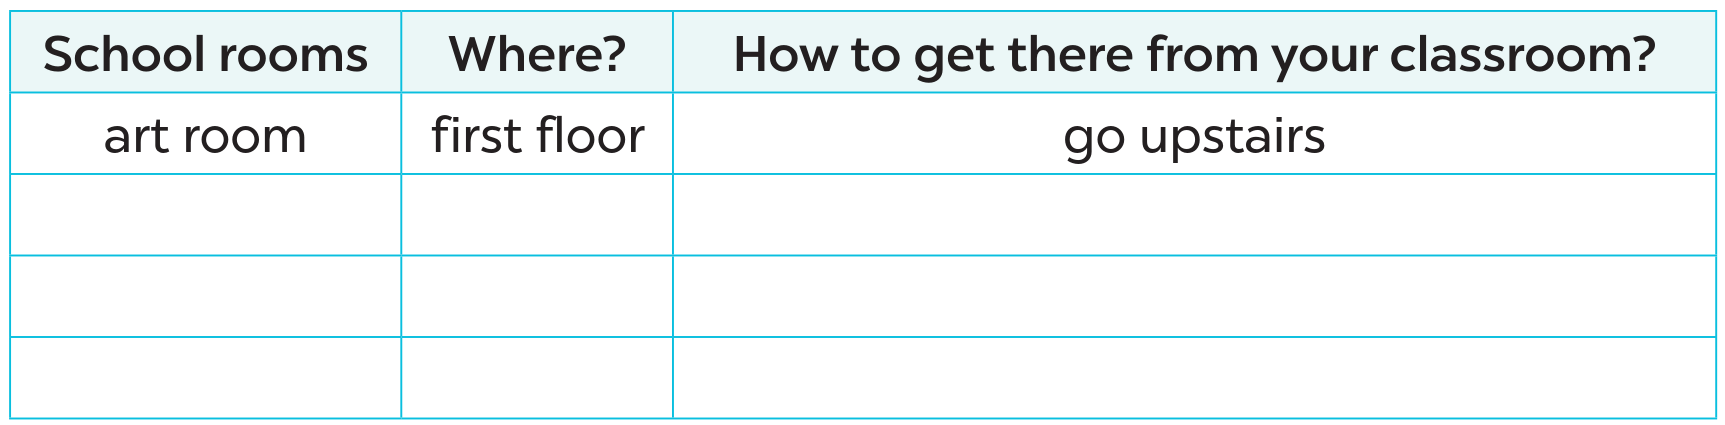 School rooms Where? How to get there from your classroom?
art room first floor go upstairs